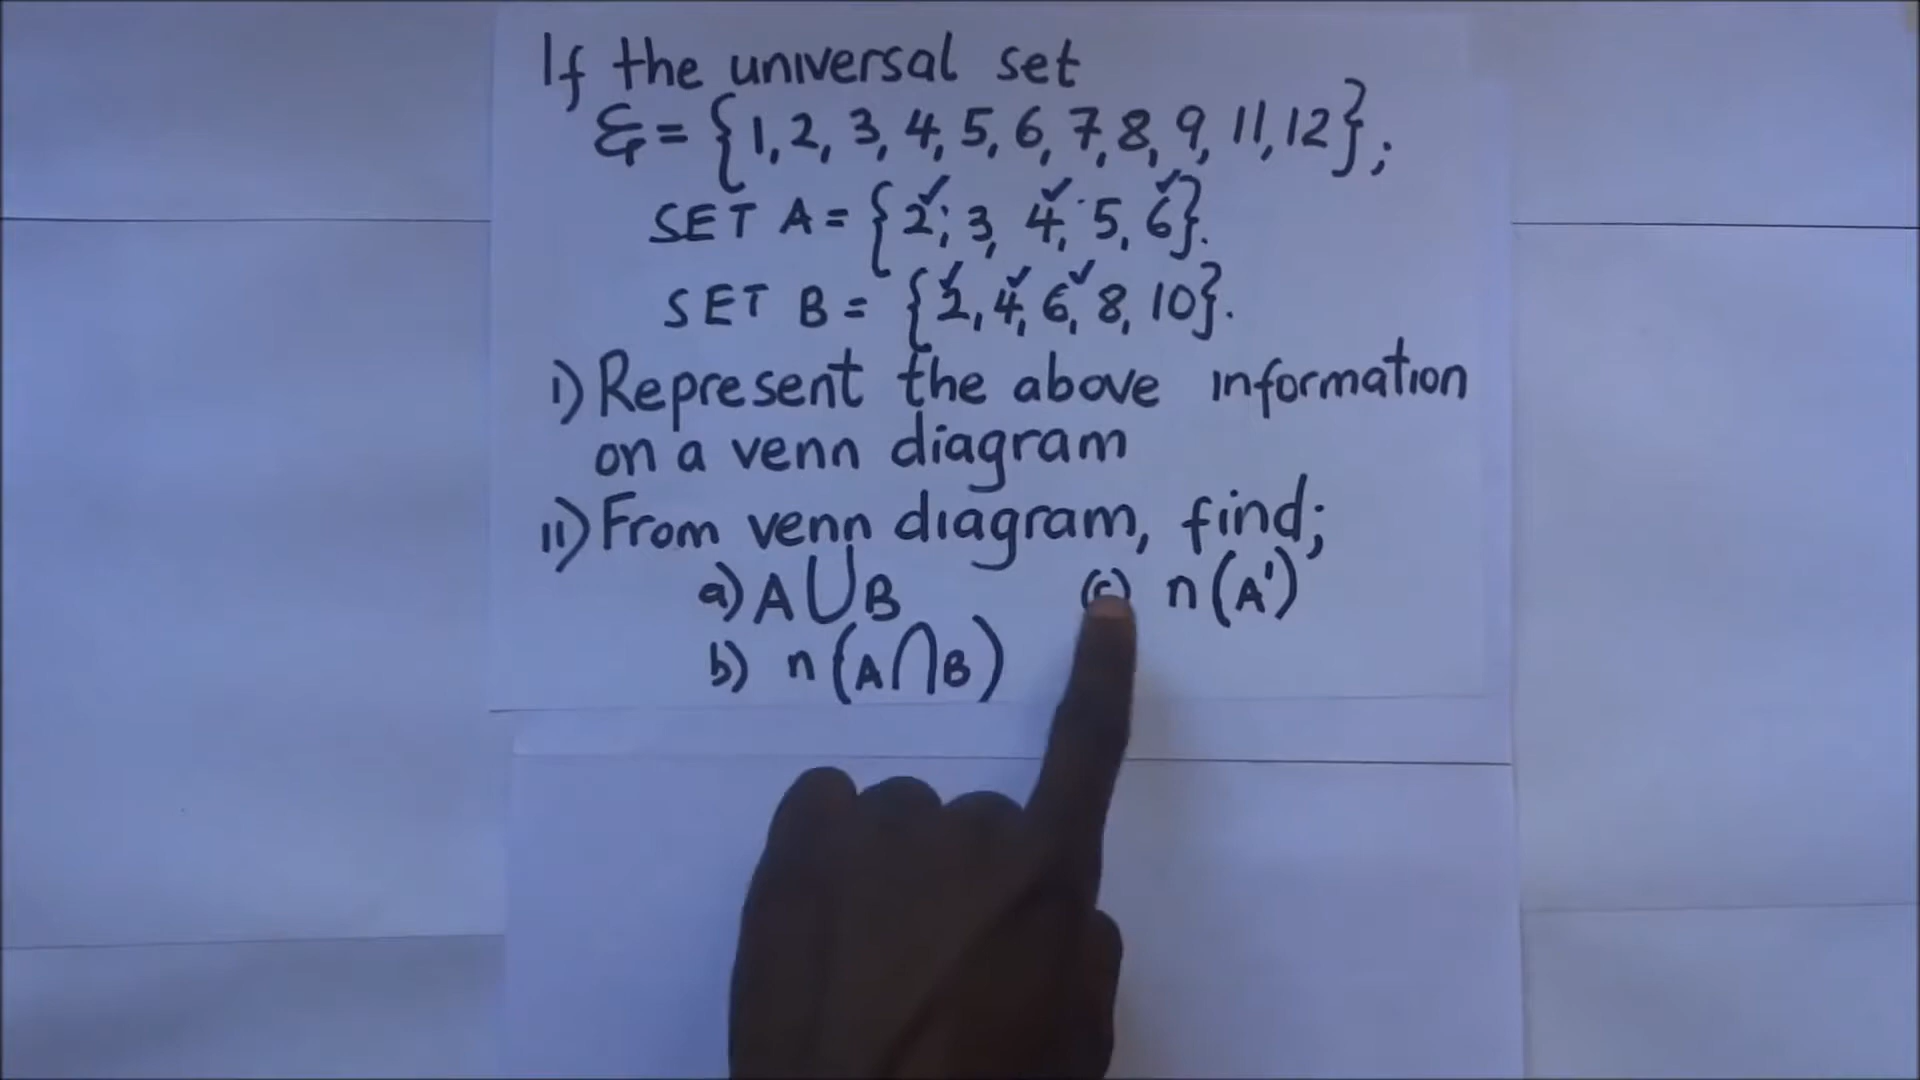 If the universal set
ξ = {1, 2, 3, 4, 5, 6, 7, 8, 9, 11, 12};
SET A = {2; 3, 4, 5, 6}.
SET B = {2, 4, 6, 8, 10}.
i) Represent the above information
on a venn diagram
ii) From venn diagram, find;
a) A ⋃ B (c) n(A')
b) n(A ⋂ B)